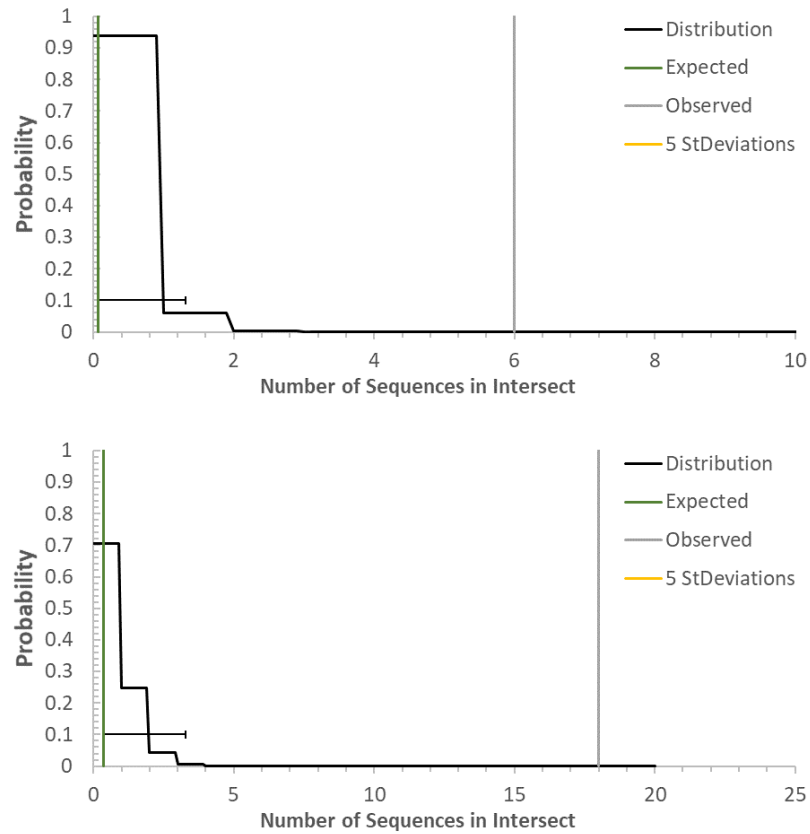 1
0.9
0.8
0.7
0.6
0.5
0.4
0.3
0.2
0.1
0
Probability
0 2 4 6 8 10
Number of Sequences in Intersect
Distribution
Expected
Observed
5 StDeviations
1
0.9
0.8
0.7
0.6
0.5
0.4
0.3
0.2
0.1
0
Probability
0 5 10 15 20 25
Number of Sequences in Intersect
Distribution
Expected
Observed
5 StDeviations